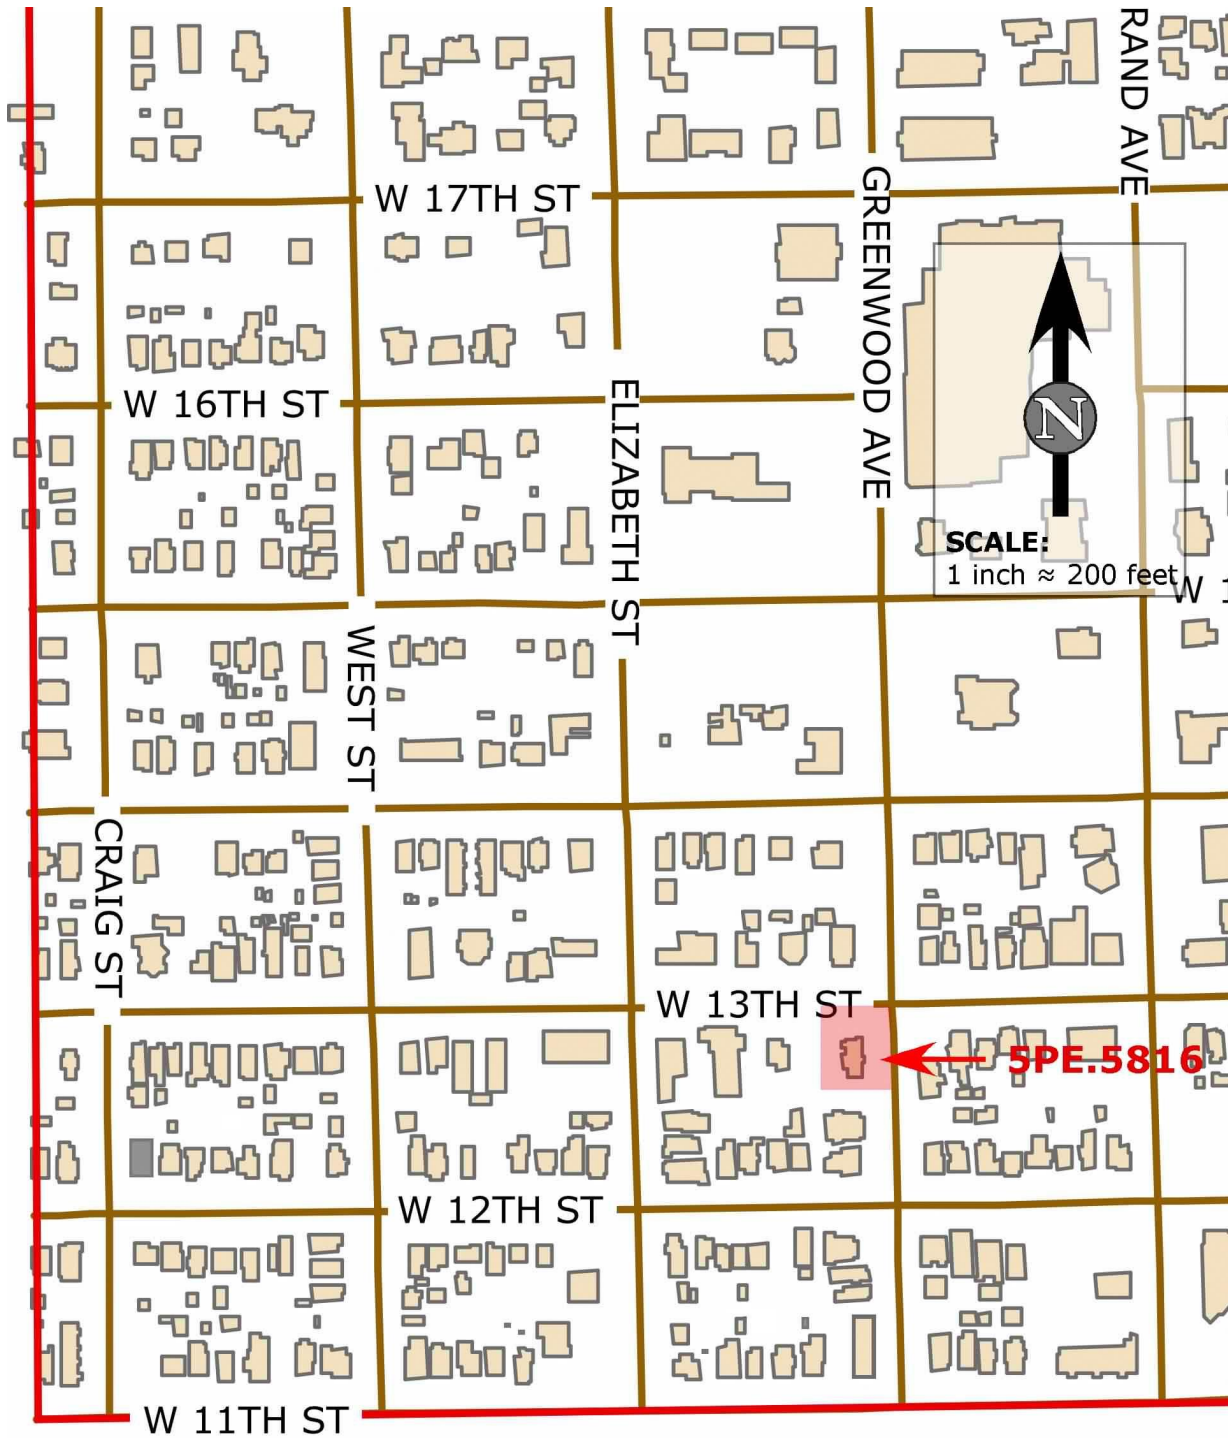 RAND AVE
W 17TH ST
GREENWOOD AVE
W 16TH ST
ELIZABETH ST
N
SCALE:
1 inch ≈ 200 feet
W 1
WEST ST
CRAIG ST
W 13TH ST
5PE.5816
W 12TH ST
W 11TH ST